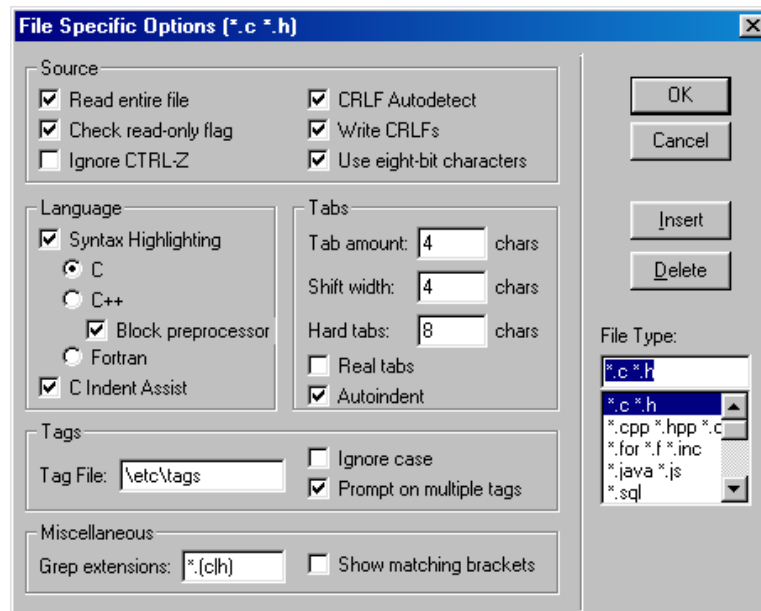 File Specific Options (*.c *.h)
Source
Read entire file
CRLF Autodetect
Check read-only flag
Write CRLFs
Ignore CTRL-Z
Use eight-bit characters
OK
Cancel
Insert
Delete
Language
Syntax Highlighting
C
C++
Block preprocessor
Fortran
C Indent Assist
Tabs
Tab amount: 4 chars
Shift width: 4 chars
Hard tabs: 8 chars
Real tabs
Autoindent
File Type:
*.c *.h
*.c *.h
*.cpp *.hpp *.c
*.for *.f *.inc
*.java *.js
*.sql
Tags
Tag File: \etc\tags
Ignore case
Prompt on multiple tags
Miscellaneous
Grep extensions: *.(c|h)
Show matching brackets